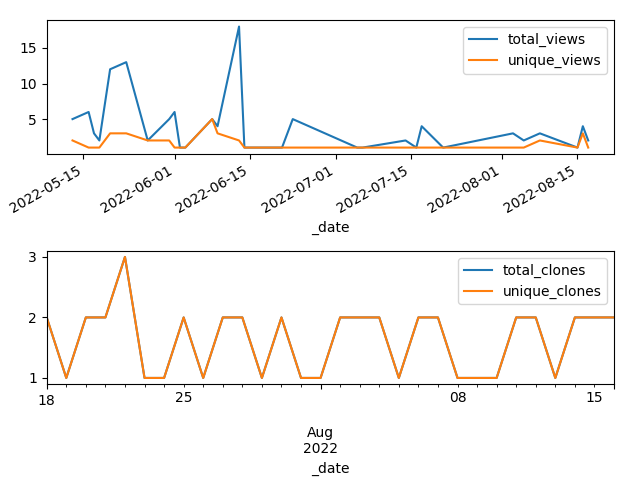 15
10
5
total_views
unique_views
2022-05-15
2022-06-01
2022-06-15
2022-07-01
2022-07-15
2022-08-01
2022-08-15
_date
3
2
1
total_clones
unique_clones
18
25
08
15
Aug
2022
_date